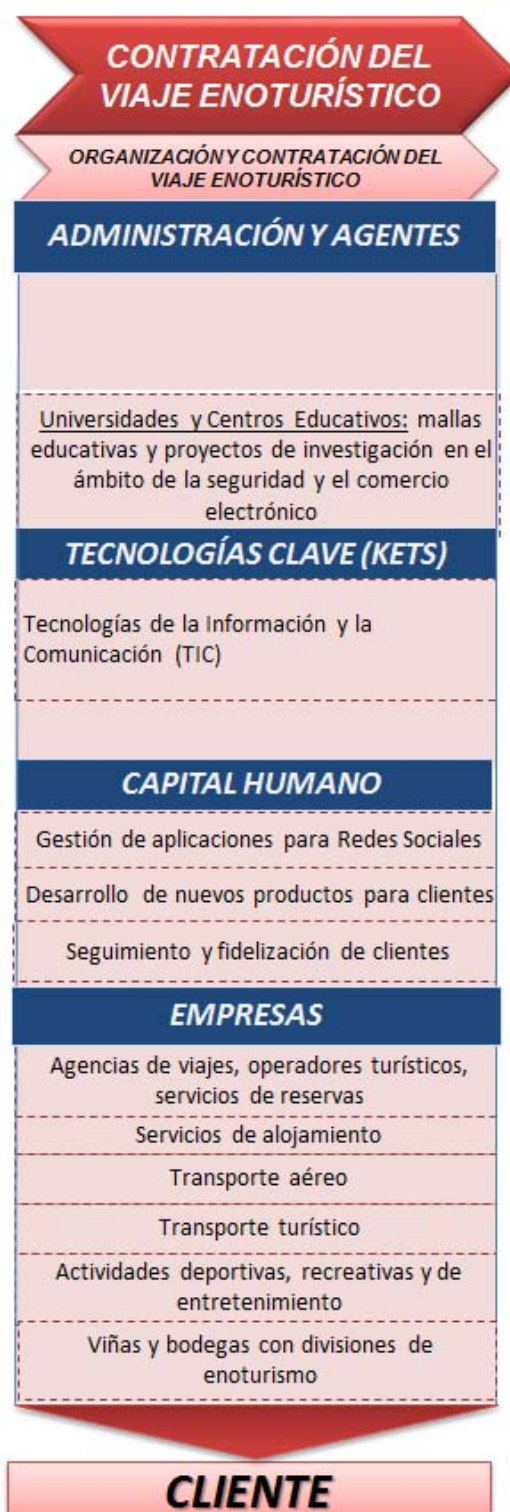 CONTRATACIÓN DEL
VIAJE ENOTURÍSTICO
ORGANIZACIÓN Y CONTRATACIÓN DEL
VIAJE ENOTURÍSTICO
ADMINISTRACIÓN Y AGENTES
Universidades y Centros Educativos: mallas
educativas y proyectos de investigación en el
ámbito de la seguridad y el comercio
electrónico
TECNOLOGÍAS CLAVE (KETS)
Tecnologías de la Información y la
Comunicación (TIC)
CAPITAL HUMANO
Gestión de aplicaciones para Redes Sociales
Desarrollo de nuevos productos para clientes
Seguimiento y fidelización de clientes
EMPRESAS
Agencias de viajes, operadores turísticos,
servicios de reservas
Servicios de alojamiento
Transporte aéreo
Transporte turístico
Actividades deportivas, recreativas y de
entretenimiento
Viñas y bodegas con divisiones de
enoturismo
CLIENTE